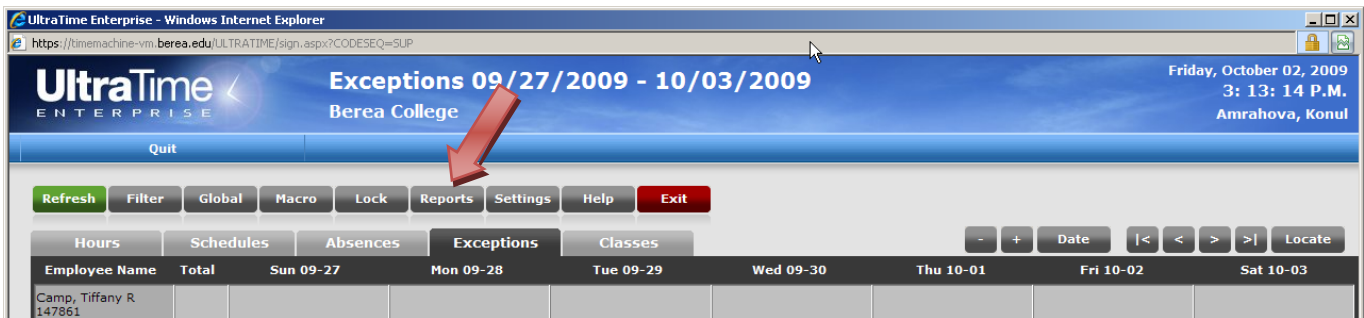 UltraTime Enterprise - Windows Internet Explorer
https://timemachine-vm.berea.edu/ULTRATIME/sign.aspx?CODESEQ=SUP
UltraTime
ENTERPRISE
Exceptions 09/27/2009 - 10/03/2009
Berea College
Friday, October 02, 2009
3: 13: 14 P.M.
Amrahova, Konul
Quit
Refresh Filter Global Macro Lock Reports Settings Help Exit
Hours Schedules Absences Exceptions Classes - + Date |< < > >| Locate
Employee Name Total Sun 09-27 Mon 09-28 Tue 09-29 Wed 09-30 Thu 10-01 Fri 10-02 Sat 10-03
Camp, Tiffany R
147861